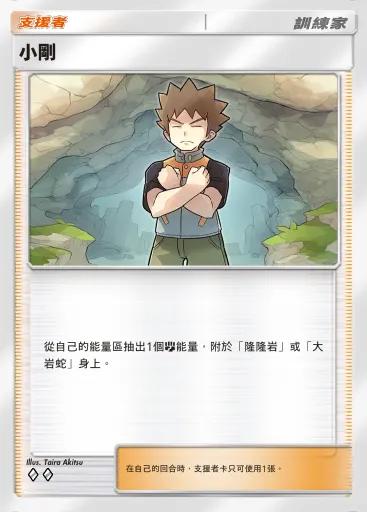 支援者
訓練家
小剛
從自己的能量區抽出1個能量,附於「隆隆岩」或「大
岩蛇」身上。
Illus. Taira Akitsu
在自己的回合時,支援者卡只可使用1張。